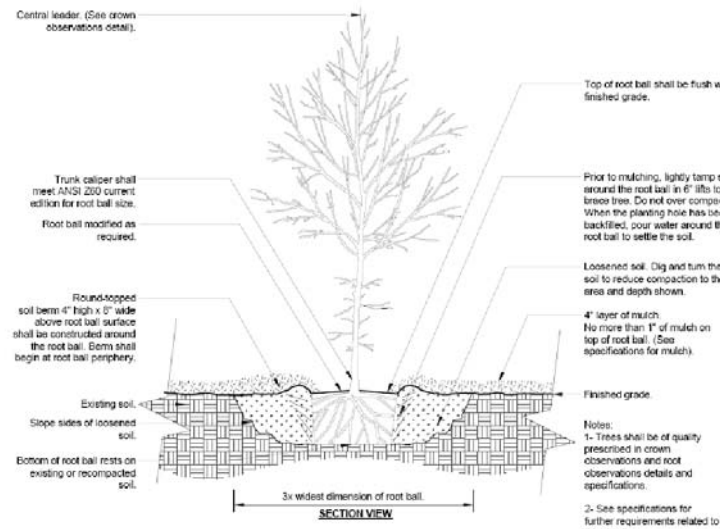 Central leader. (See crown
observations detail).
Trunk caliper shall
meet ANSI Z60 current
edition for root ball size.
Root ball modified as
required.
Round-topped
soil berm 4" high x 8" wide
above root ball surface
shall be constructed around
the root ball. Berm shall
begin at root ball periphery.
Existing soil.
Slope sides of loosened
soil.
Bottom of root ball rests on
existing or recompacted
soil.
3x widest dimension of root ball.
SECTION VIEW
Top of root ball shall be flush
finished grade.
Prior to mulching, lightly tamp
around the root ball in 6" lifts to
brace tree. Do not over
When the planting hole has
backfilled, pour water around
root ball to settle the soil.
Loosened soil. Dig and turn the
soil to reduce compaction to the
area and depth shown.
4" layer of mulch.
No more than 1" of mulch on
top of root ball. (See
specifications for mulch).
Finished grade.
Notes:
1- Trees shall be of quality
prescribed in crown
observations and root
observations details and
specifications.
2- See specifications for
further requirements related to